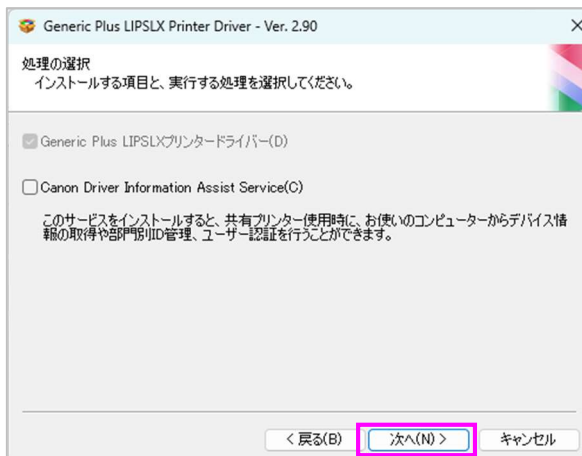 Generic Plus LIPSLX Printer Driver - Ver. 2.90
処理の選択
インストールする項目と、実行する処理を選択してください。
Generic Plus LIPSLXプリンタードライバー(D)
Canon Driver Information Assist Service(C)
このサービスをインストールすると、共有プリンター使用時に、お使いのコンピューターからデバイス情
報の取得や部門別ID管理、ユーザー認証を行うことができます。
< 戻る(B)
次へ(N) >
キャンセル